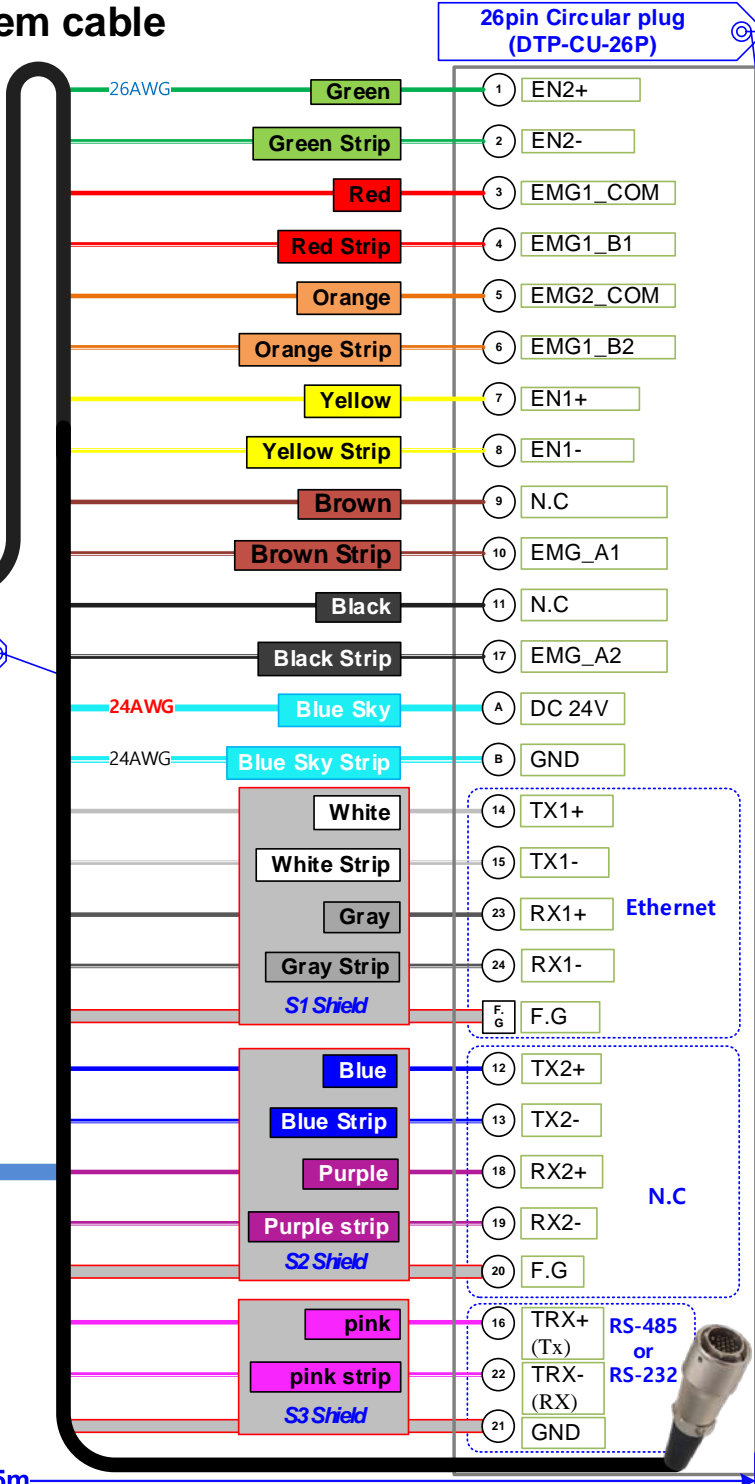 em cable
26pin Circular plug
(DTP-CU-26P)
26AWG Green 1 EN2+
Green Strip 2 EN2-
Red 3 EMG1_COM
Red Strip 4 EMG1_B1
Orange 5 EMG2_COM
Orange Strip 6 EMG1_B2
Yellow 7 EN1+
Yellow Strip 8 EN1-
Brown 9 N.C
Brown Strip 10 EMG_A1
Black 11 N.C
Black Strip 17 EMG_A2
24AWG Blue Sky A DC 24V
24AWG Blue Sky Strip B GND
White 14 TX1+
White Strip 15 TX1-
Gray 23 RX1+ Ethernet
Gray Strip 24 RX1-
S1 Shield F.G F.G
Blue 12 TX2+
Blue Strip 13 TX2-
Purple 18 RX2+
N.C
Purple strip 19 RX2-
S2 Shield 20 F.G
pink 16 TRX+ (Tx)
RS-485
or
RS-232
pink strip 22 TRX- (RX)
S3 Shield 21 GND
5m